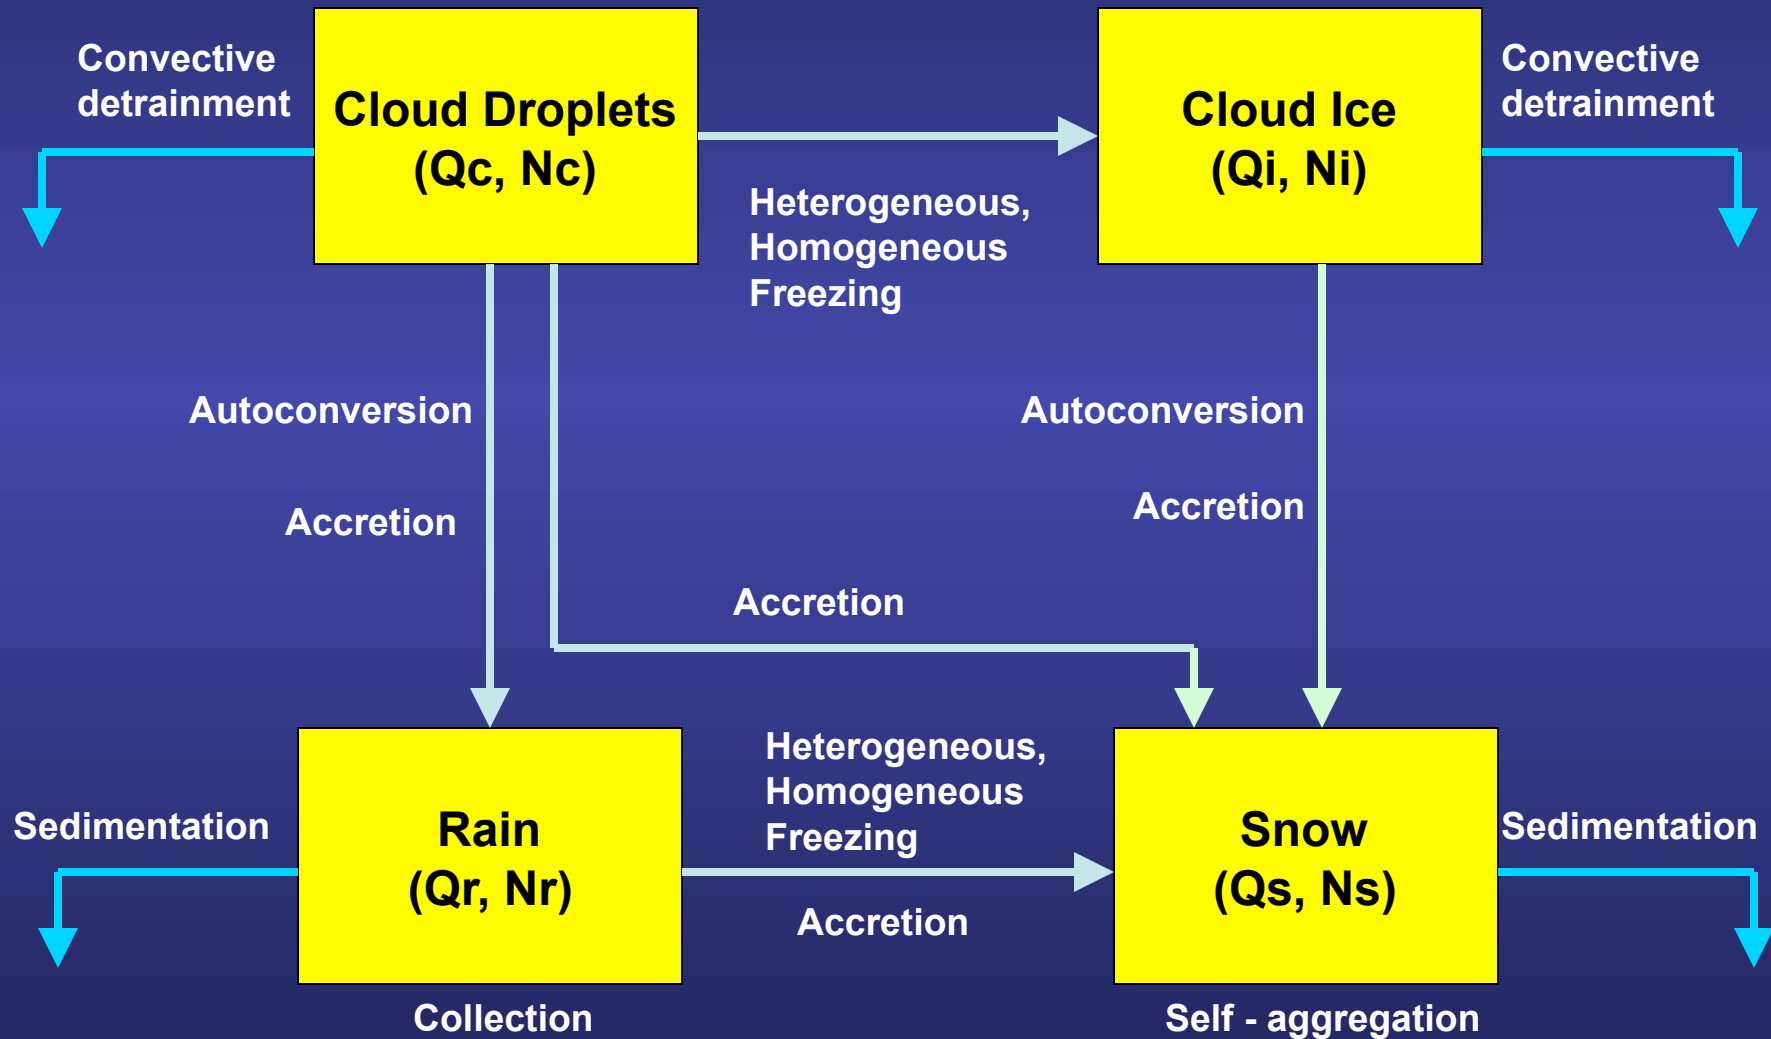 Convective
detrainment
Cloud Droplets
(Qc, Nc)
Cloud Ice
(Qi, Ni)
Convective
detrainment
Heterogeneous,
Homogeneous
Freezing
Autoconversion
Autoconversion
Accretion
Accretion
Accretion
Sedimentation
Rain
(Qr, Nr)
Heterogeneous,
Homogeneous
Freezing
Accretion
Snow
(Qs, Ns)
Sedimentation
Collection
Self - aggregation